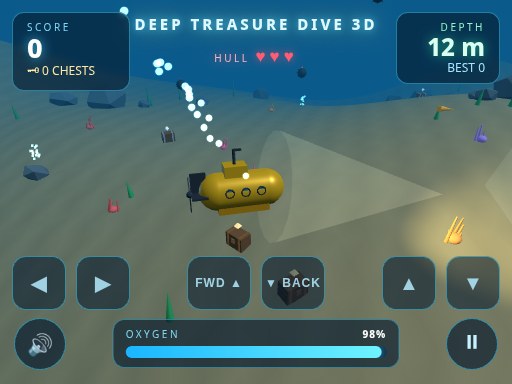 DEEP TREASURE DIVE 3D
SCORE
0
0 CHESTS
HULL ♥ ♥ ♥
DEPTH
12 m
BEST 0
◀
▶
FWD ▲
▼ BACK
▲
▼
OXYGEN
98%